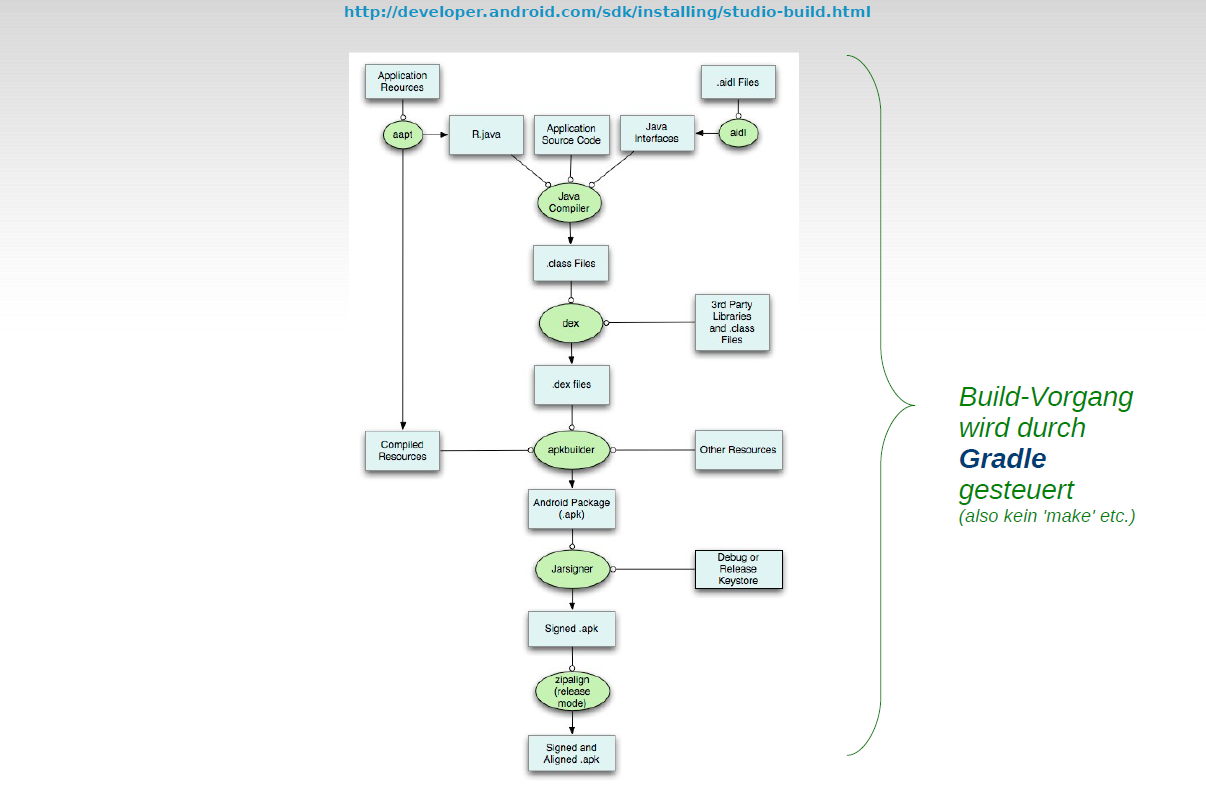 http://developer.android.com/sdk/installing/studio-build.html
Application
Reources
.aidl Files
aapt
R.java
Application
Source Code
Java
Interfaces
aidl
Java
Compiler
.class Files
dex
3rd Party
Libraries
and .class
Files
.dex files
Compiled
Resources
apkbuilder
Other Resources
Android Package
(.apk)
Jarsigner
Debug or
Release
Keystore
Signed .apk
zipalign
(release
mode)
Signed and
Aligned .apk
Build-Vorgang
wird durch
Gradle
gesteuert
(also kein 'make' etc.)